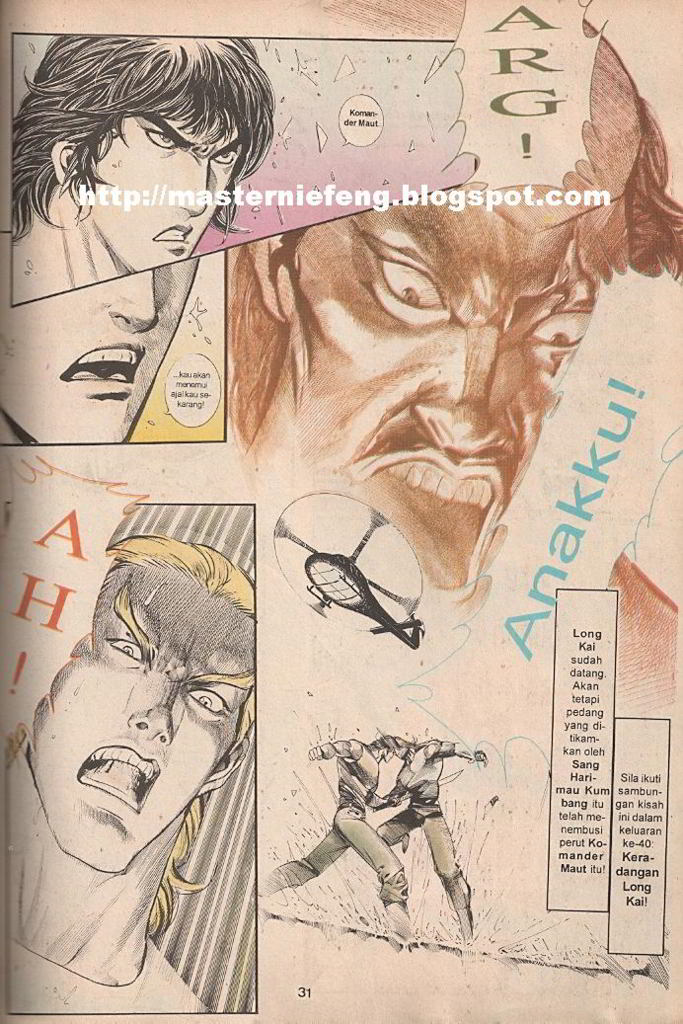 ARG!
Koman-
der Maut..
http://masterniefeng.blogspot.com
...kau akan
menemui
ajal kau se-
karang!
Anakku!
AH!
Long
Kai
sudah
datang.
Akan
tetapi
pedang
yang di-
tikam-
kan oleh
Sang
Hari-
mau Kum
bang itu
telah me-
nembusi
perut Ko-
mander
Maut itu!
Sila ikuti
sambun-
gan kisah
ini dalam
keluaran
ke-40:
Kera-
dangan
Long
Kai!
31